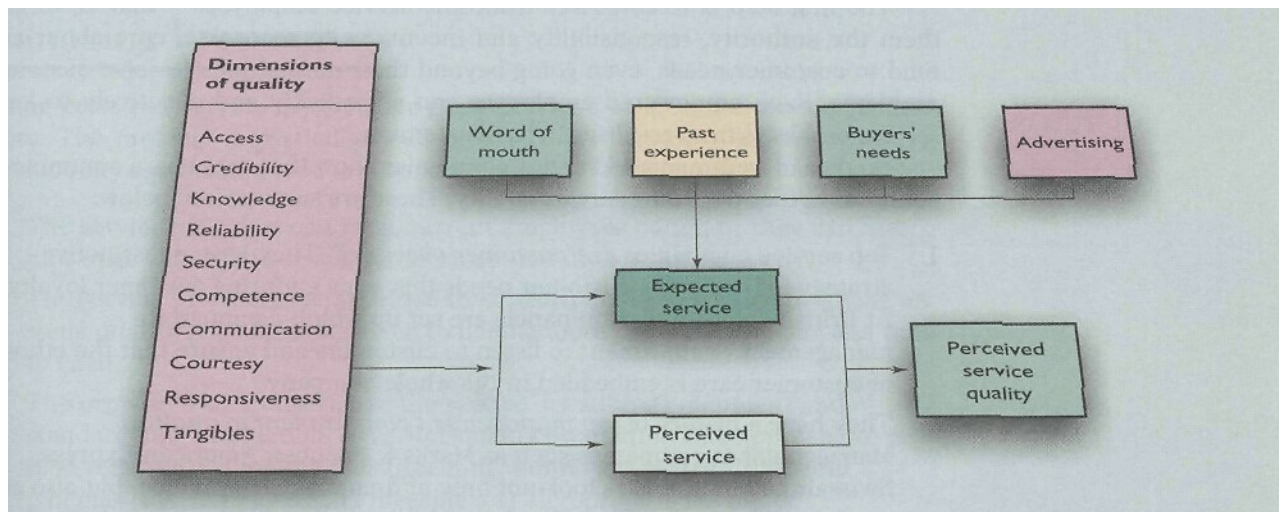 Dimensions
of quality
Access
Credibility
Knowledge
Reliability
Security
Competence
Communication
Courtesy
Responsiveness
Tangibles
Word of
mouth
Past
experience
Buyers'
needs
Advertising
Expected
service
Perceived
service
Perceived
service
quality